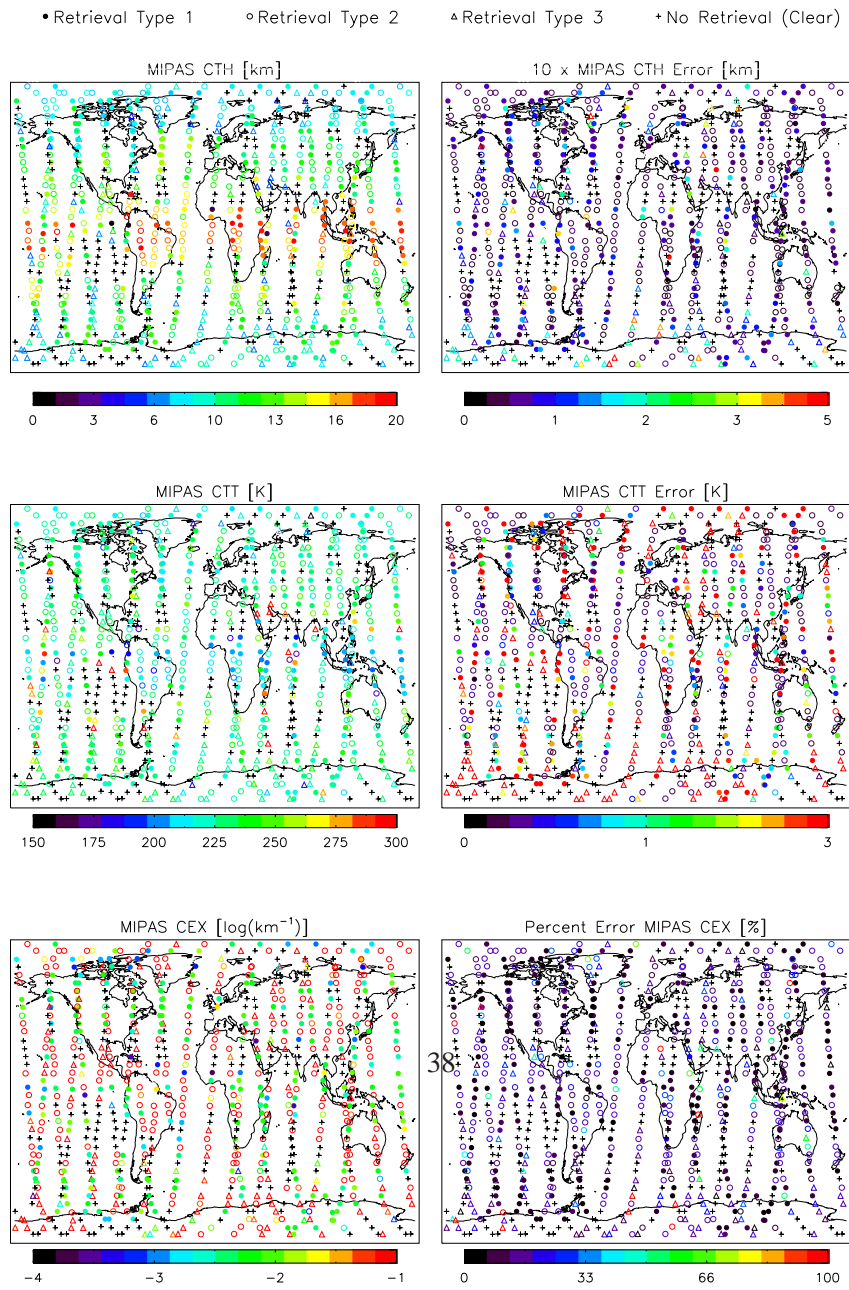 ● Retrieval Type 1 ○ Retrieval Type 2 △ Retrieval Type 3 + No Retrieval (Clear)
MIPAS CTH [km]
10 x MIPAS CTH Error [km]
0 3 6 10 13 16 20
0 1 2 3 5
MIPAS CTT [K]
MIPAS CTT Error [K]
150 175 200 225 250 275 300
0 1 3
MIPAS CEX [log(km⁻¹)]
Percent Error MIPAS CEX [%]
38
-4 -3 -2 -1
0 33 66 100